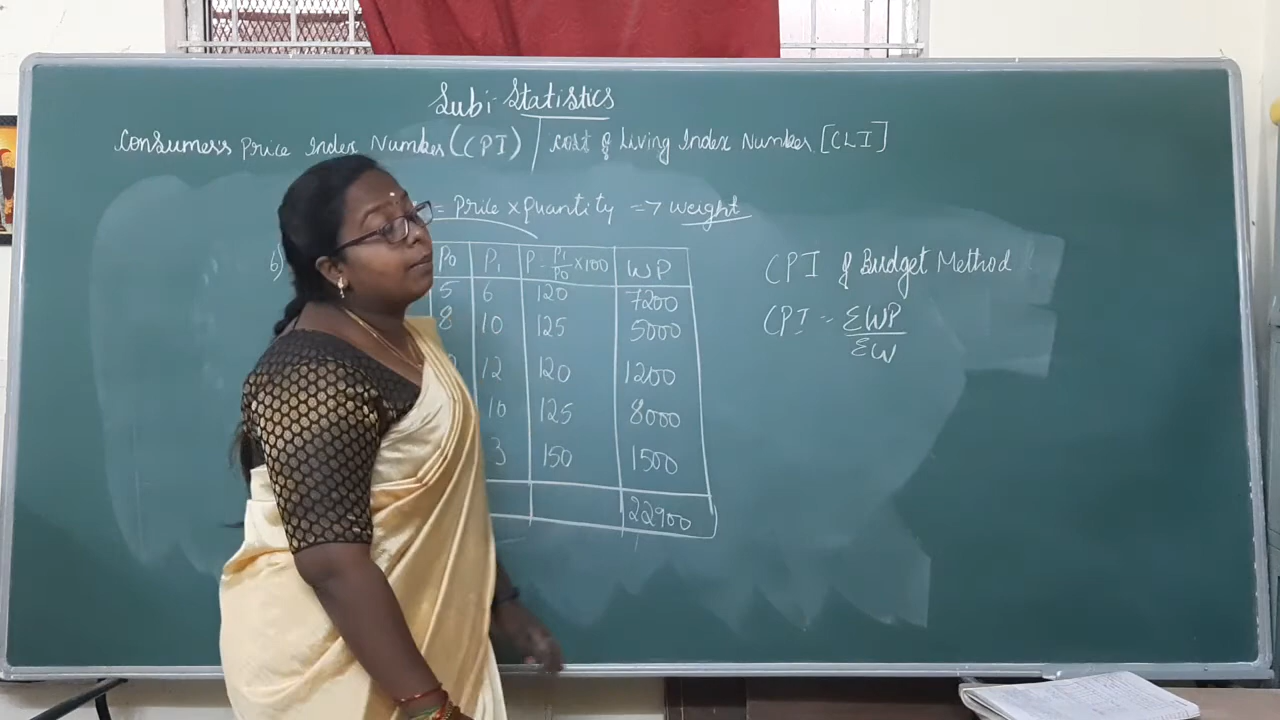 Sub:- Statistics
Consumers Price Index Number (CPI) | Cost of Living Index Number [CLI]
= Price × Quantity => Weight
6)
P0 P1 P = P1/P0 ×100 WP
5 6 120 7200
8 10 125 5000
12 120 1200
10 125 8000
3 150 1500
22900
CPI of Budget Method
CPI = ΣWP
ΣW